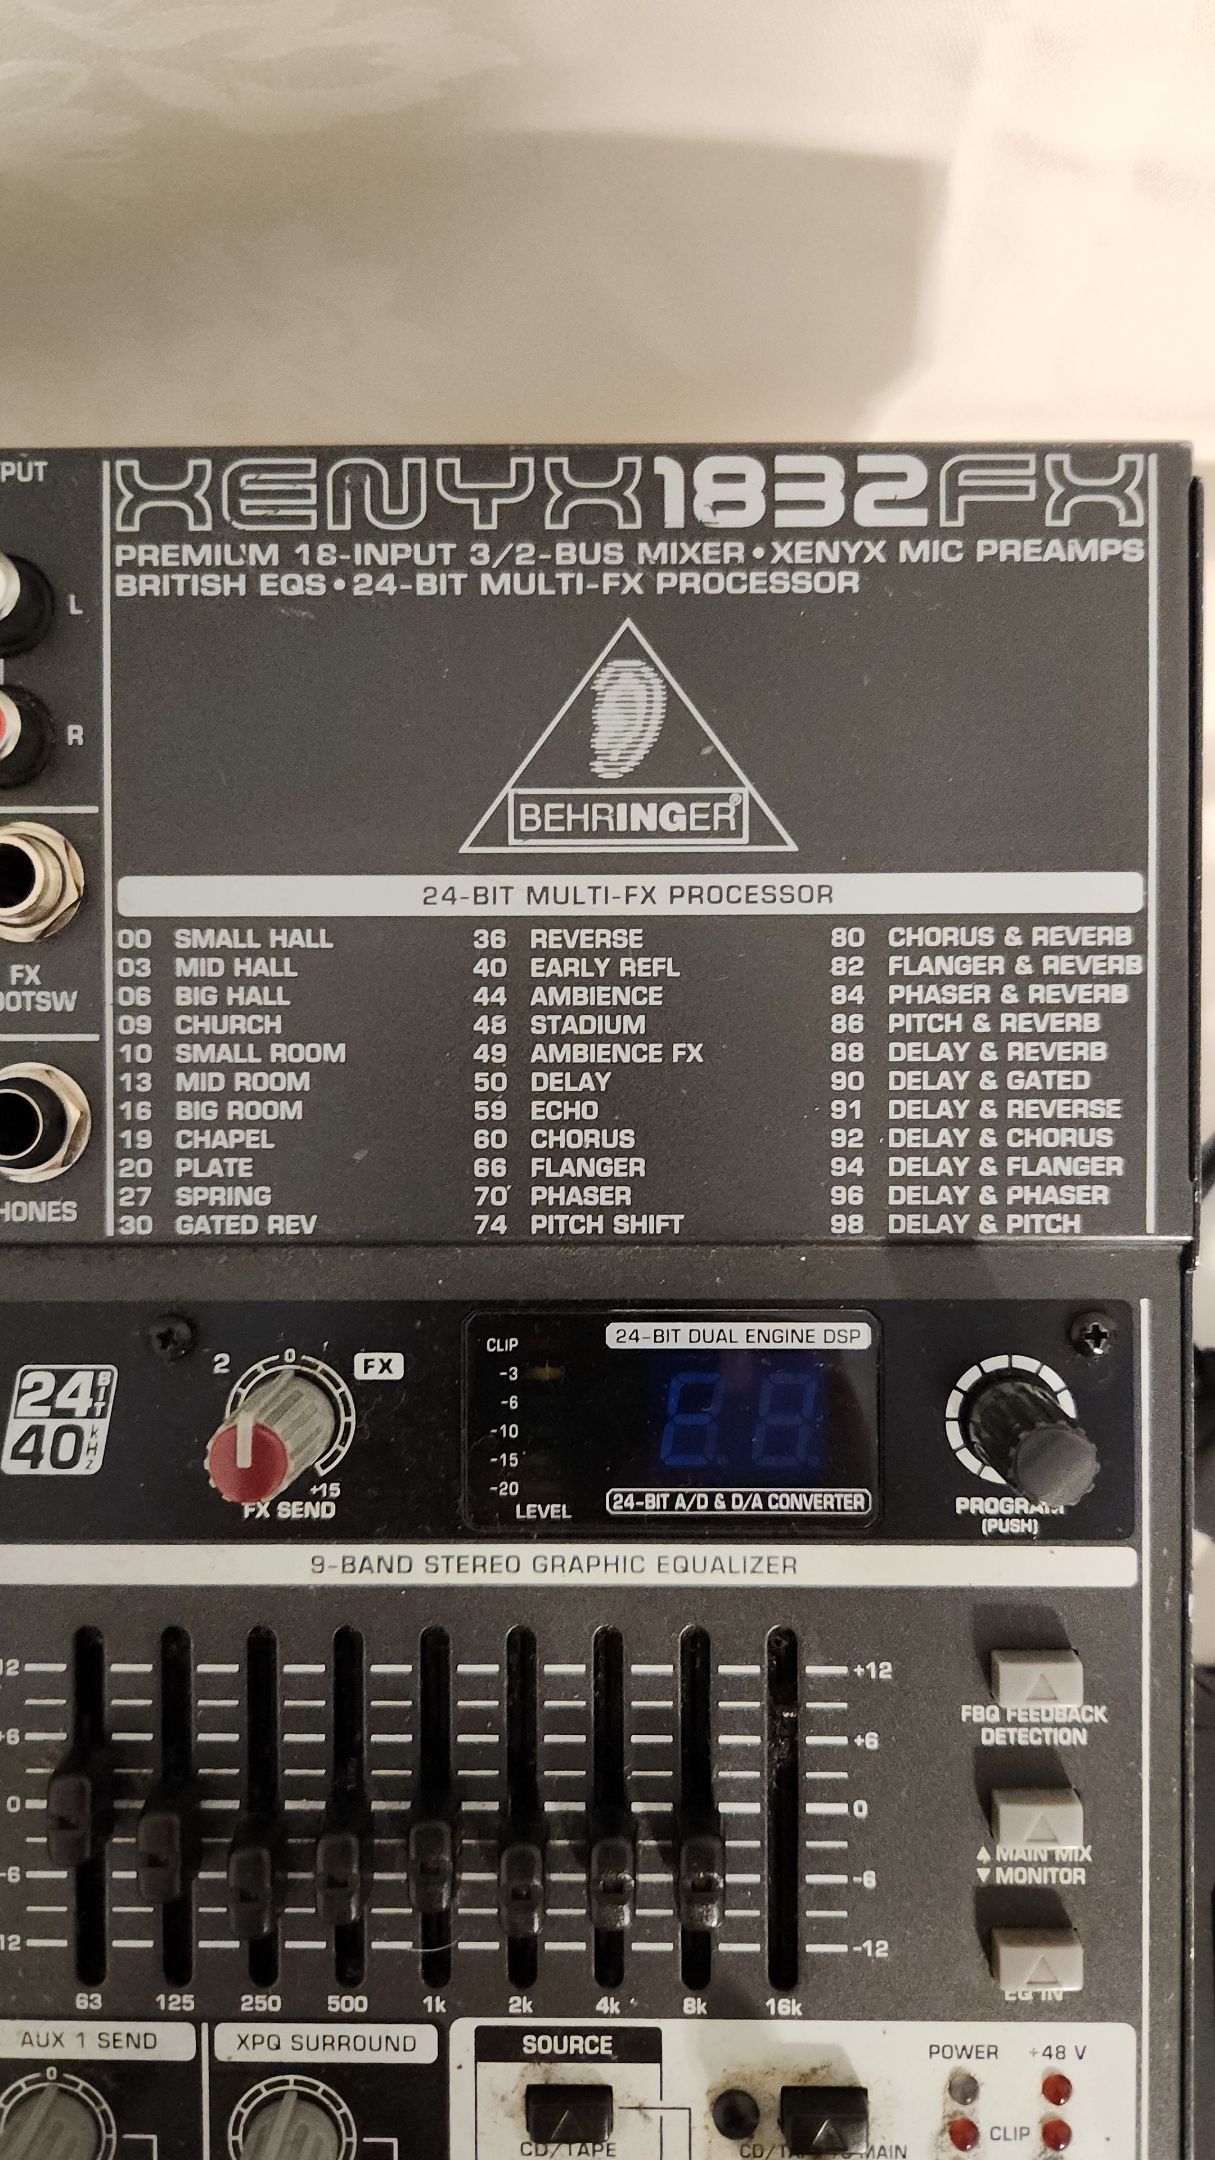 PUT
XENYX1832FX
PREMIUM 18-INPUT 3/2-BUS MIXER • XENYX MIC PREAMPS
BRITISH EQS • 24-BIT MULTI-FX PROCESSOR
L
R
BEHRINGER®
24-BIT MULTI-FX PROCESSOR
00 SMALL HALL
03 MID HALL
06 BIG HALL
09 CHURCH
10 SMALL ROOM
13 MID ROOM
16 BIG ROOM
19 CHAPEL
20 PLATE
27 SPRING
30 GATED REV
36 REVERSE
40 EARLY REFL
44 AMBIENCE
48 STADIUM
49 AMBIENCE FX
50 DELAY
59 ECHO
60 CHORUS
66 FLANGER
70 PHASER
74 PITCH SHIFT
80 CHORUS & REVERB
82 FLANGER & REVERB
84 PHASER & REVERB
86 PITCH & REVERB
88 DELAY & REVERB
90 DELAY & GATED
91 DELAY & REVERSE
92 DELAY & CHORUS
94 DELAY & FLANGER
96 DELAY & PHASER
98 DELAY & PITCH
FX
OOTSW
HONES
24 BIT
40 KHZ
2 0 FX
+15
FX SEND
CLIP
-3
-6
-10
-15
-20
LEVEL
24-BIT DUAL ENGINE DSP
8.8.
24-BIT A/D & D/A CONVERTER
PROGRAM
(PUSH)
9-BAND STEREO GRAPHIC EQUALIZER
12 +12
+6 +6
0 0
-6 -6
12 -12
63 125 250 500 1k 2k 4k 8k 16k
FBQ FEEDBACK
DETECTION
MAIN MIX
MONITOR
EQ IN
AUX 1 SEND
0
XPQ SURROUND
SOURCE
CD/TAPE
MAIN
POWER +48 V
CLIP